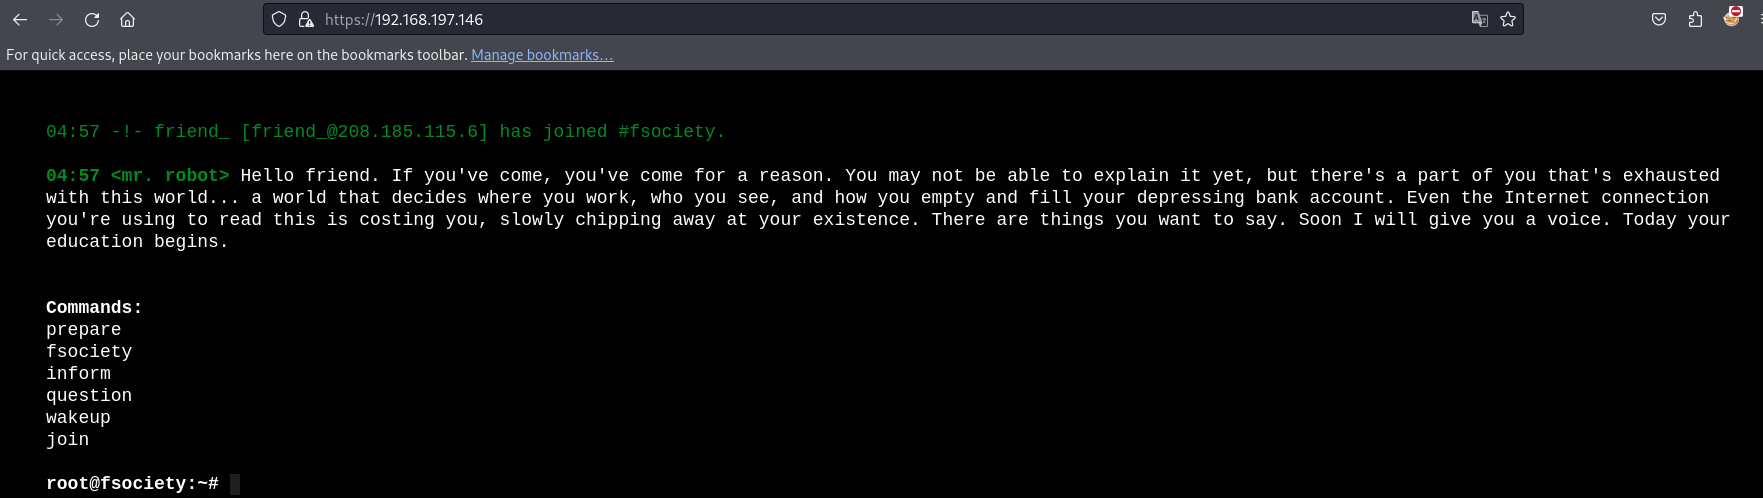 https://192.168.197.146
For quick access, place your bookmarks here on the bookmarks toolbar. Manage bookmarks...
04:57 -!- friend_ [friend_@208.185.115.6] has joined #fsociety.
04:57 <mr. robot> Hello friend. If you've come, you've come for a reason. You may not be able to explain it yet, but there's a part of you that's exhausted
with this world... a world that decides where you work, who you see, and how you empty and fill your depressing bank account. Even the Internet connection
you're using to read this is costing you, slowly chipping away at your existence. There are things you want to say. Soon I will give you a voice. Today your
education begins.
Commands:
prepare
fsociety
inform
question
wakeup
join
root@fsociety:~#